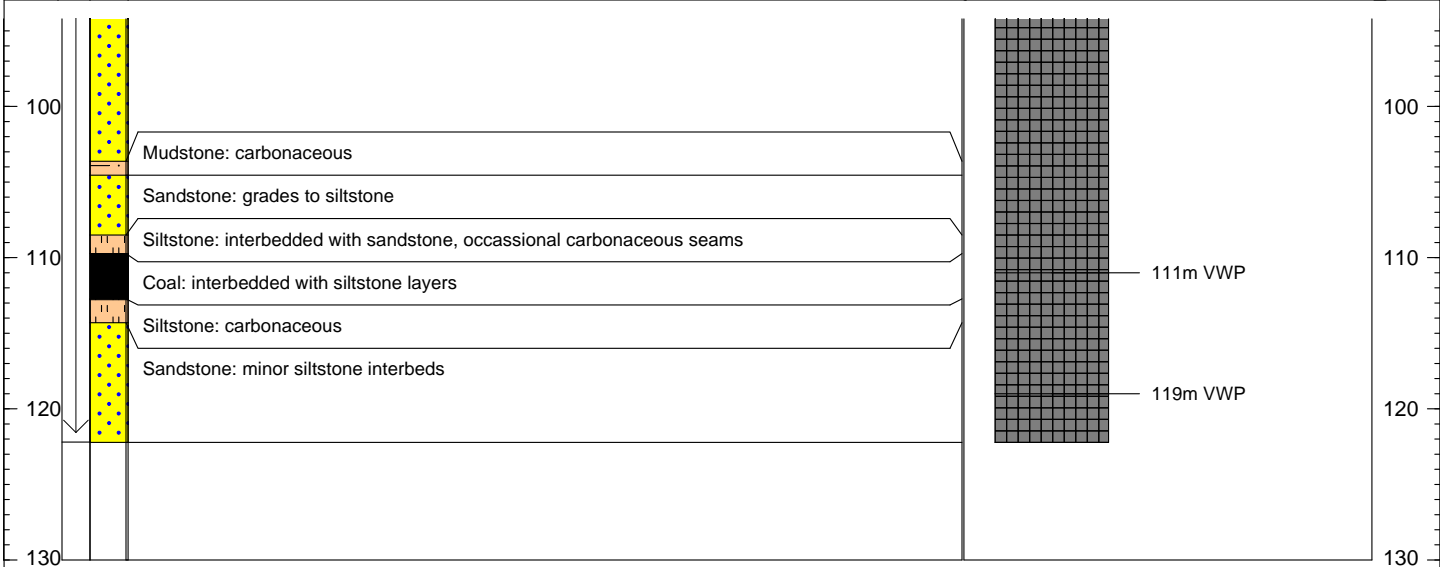 100
100
Mudstone: carbonaceous
Sandstone: grades to siltstone
Siltstone: interbedded with sandstone, occassional carbonaceous seams
110
110
111m VWP
Coal: interbedded with siltstone layers
Siltstone: carbonaceous
Sandstone: minor siltstone interbeds
119m VWP
120
120
130
130